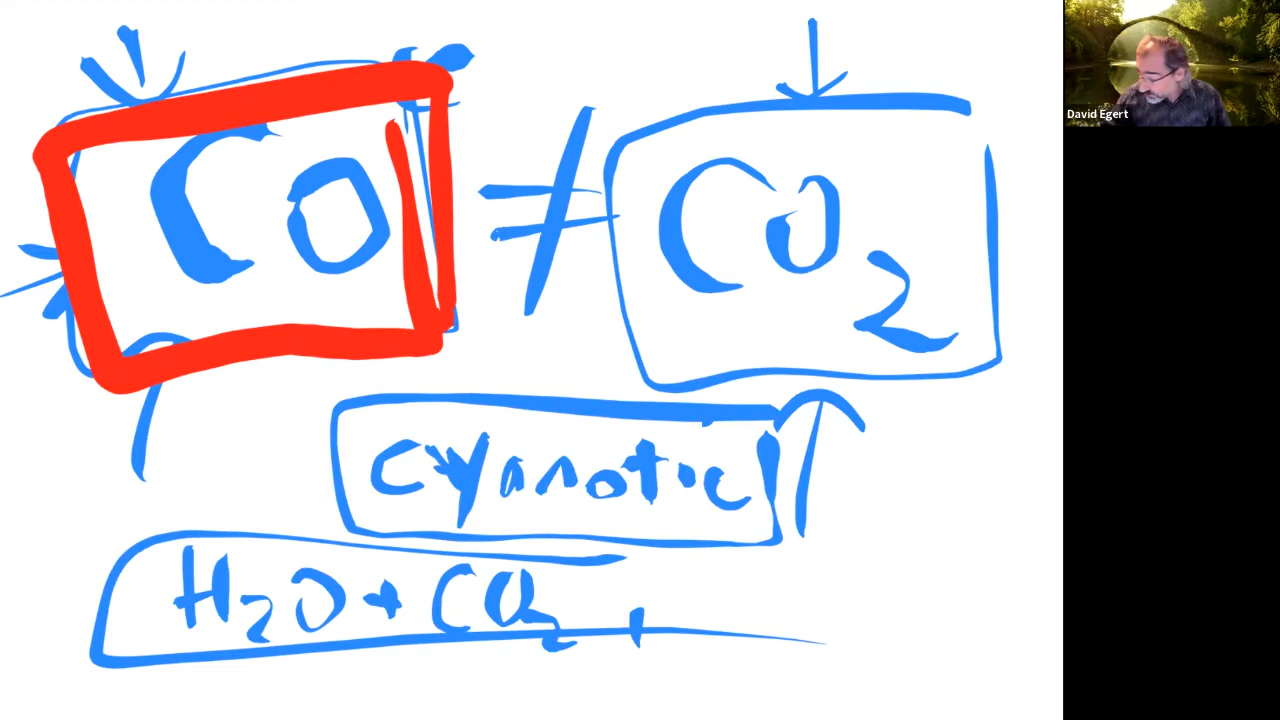 CO ≠ CO2
David Egert
cyanotic
H2O + CO2 +